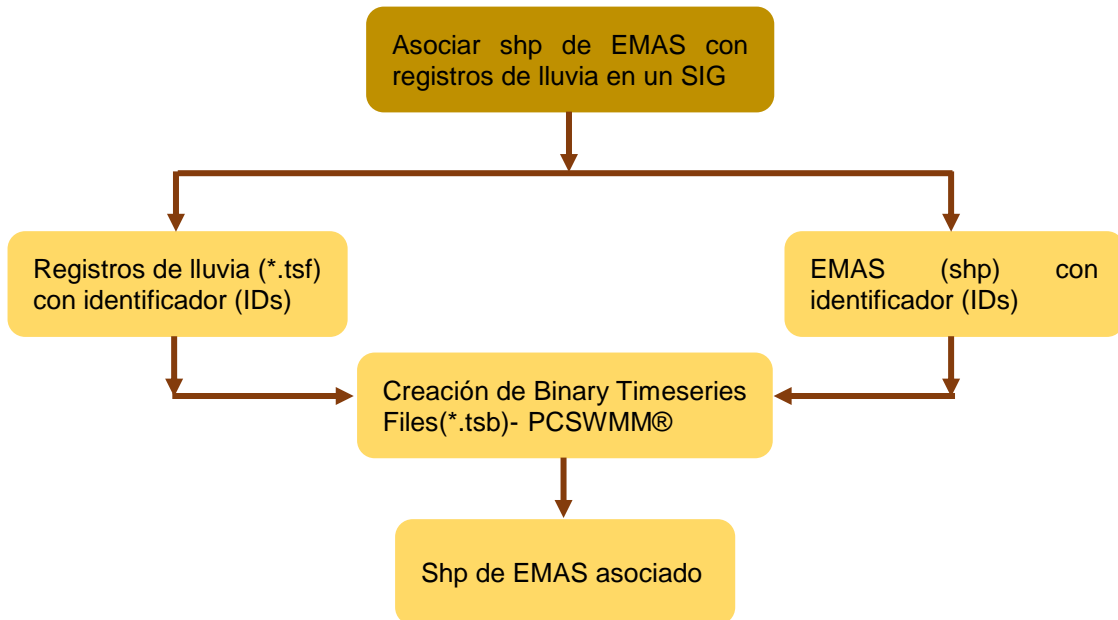 Asociar shp de EMAS con
registros de lluvia en un SIG
Registros de lluvia (*.tsf)
con identificador (IDs)
EMAS (shp) con
identificador (IDs)
Creación de Binary Timeseries
Files(*.tsb)- PCSWMM®
Shp de EMAS asociado